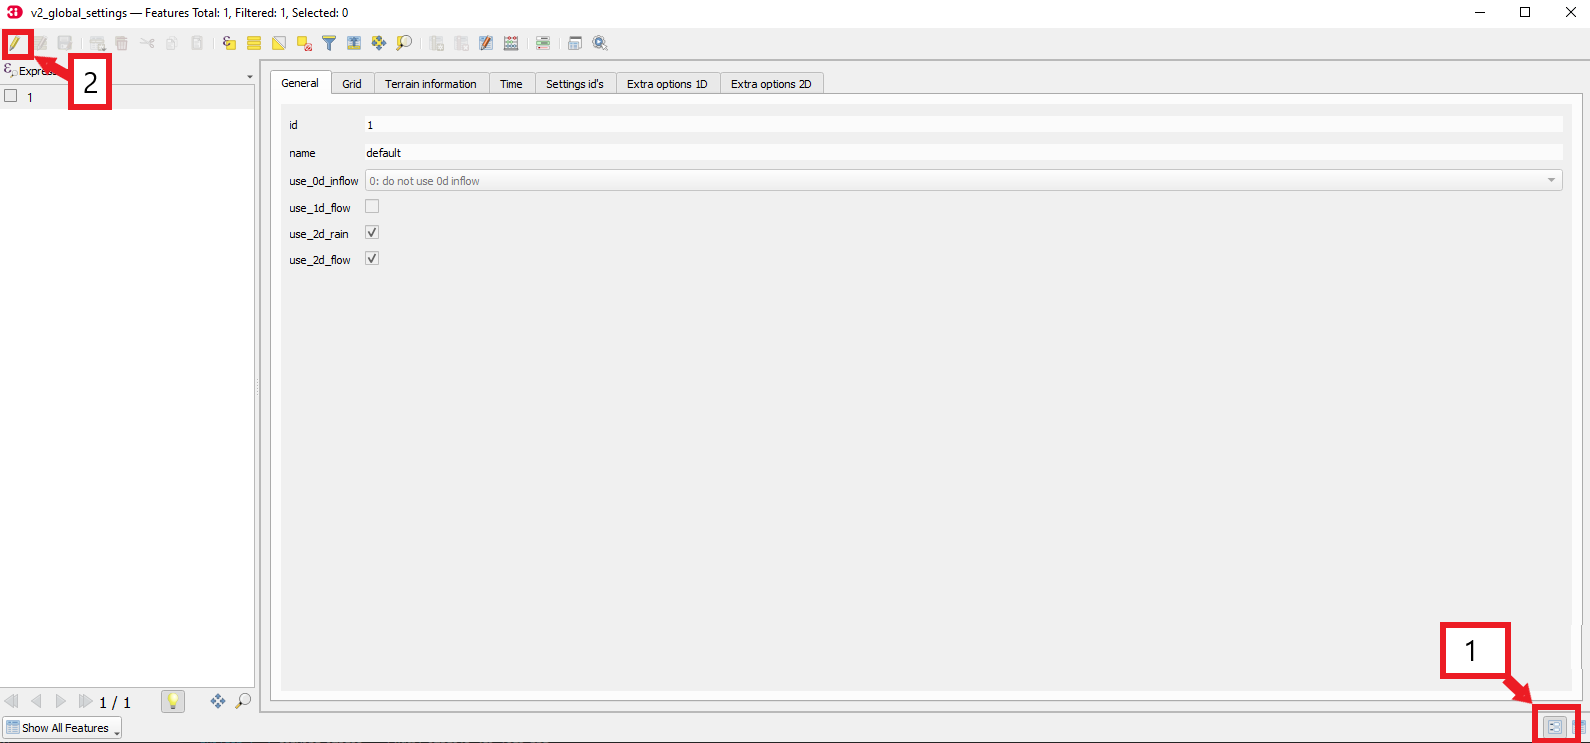 v2_global_settings — Features Total: 1, Filtered: 1, Selected: 0
2
1
General Grid Terrain information Time Settings id's Extra options 1D Extra options 2D
id 1
name default
use_0d_inflow 0: do not use 0d inflow
use_1d_flow
use_2d_rain
use_2d_flow
1
1 / 1
Show All Features